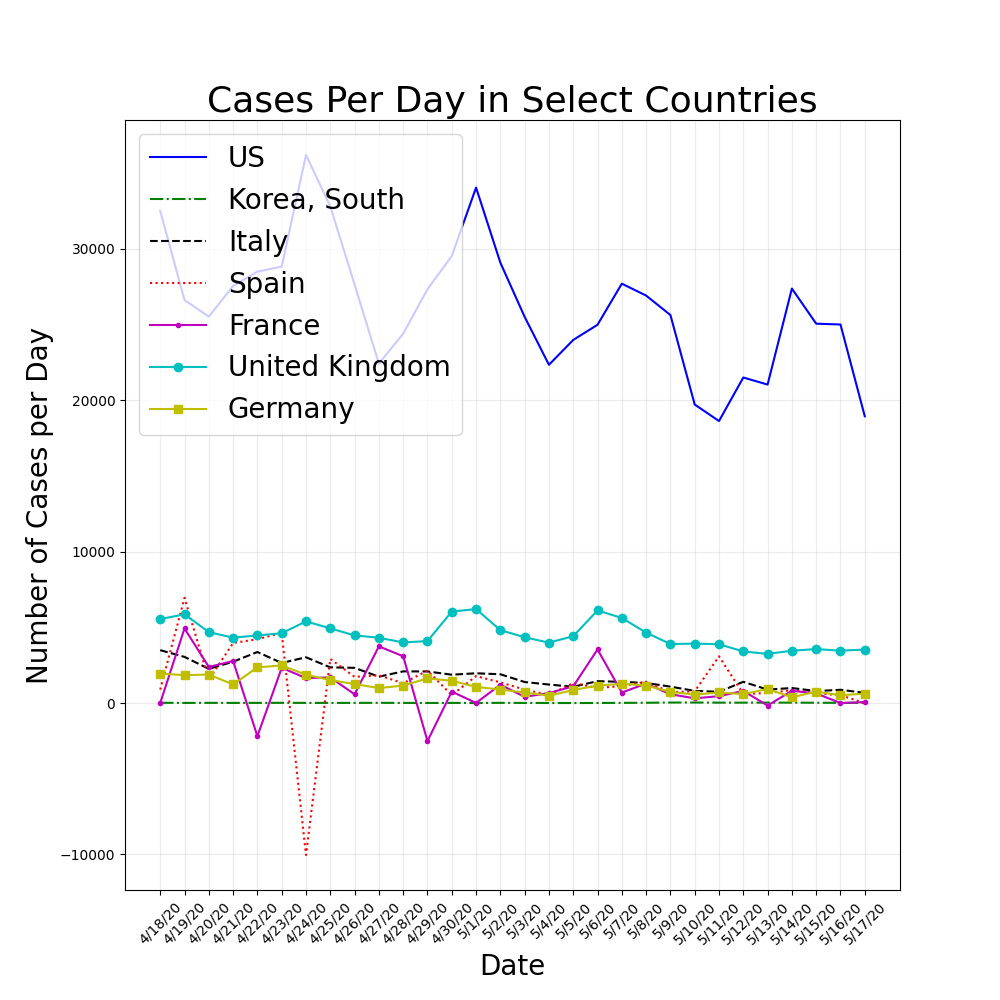 Cases Per Day in Select Countries
US
Korea, South
Italy
Spain
France
United Kingdom
Germany
Number of Cases per Day
30000
20000
10000
0
−10000
4/18/20 4/19/20 4/20/20 4/21/20 4/22/20 4/23/20 4/24/20 4/25/20 4/26/20 4/27/20 4/28/20 4/29/20 4/30/20 5/1/20 5/2/20 5/3/20 5/4/20 5/5/20 5/6/20 5/7/20 5/8/20 5/9/20 5/10/20 5/11/20 5/12/20 5/13/20 5/14/20 5/15/20 5/16/20 5/17/20
Date